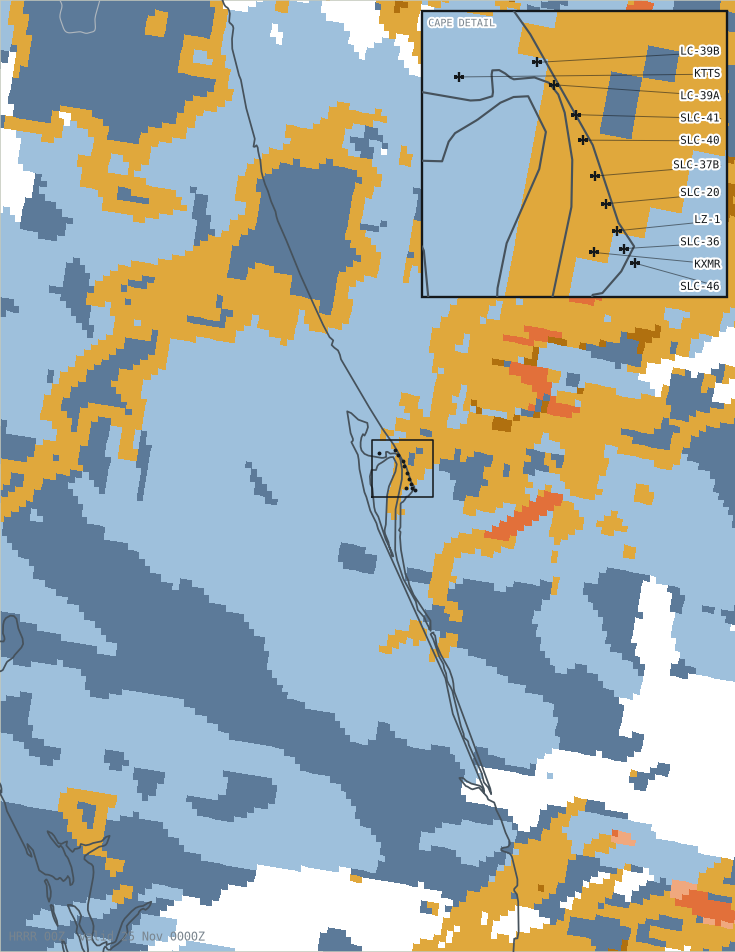 CAPE DETAIL
LC-39B
KTTS
LC-39A
SLC-41
SLC-40
SLC-37B
SLC-20
LZ-1
SLC-36
KXMR
SLC-46
Nov 0000Z